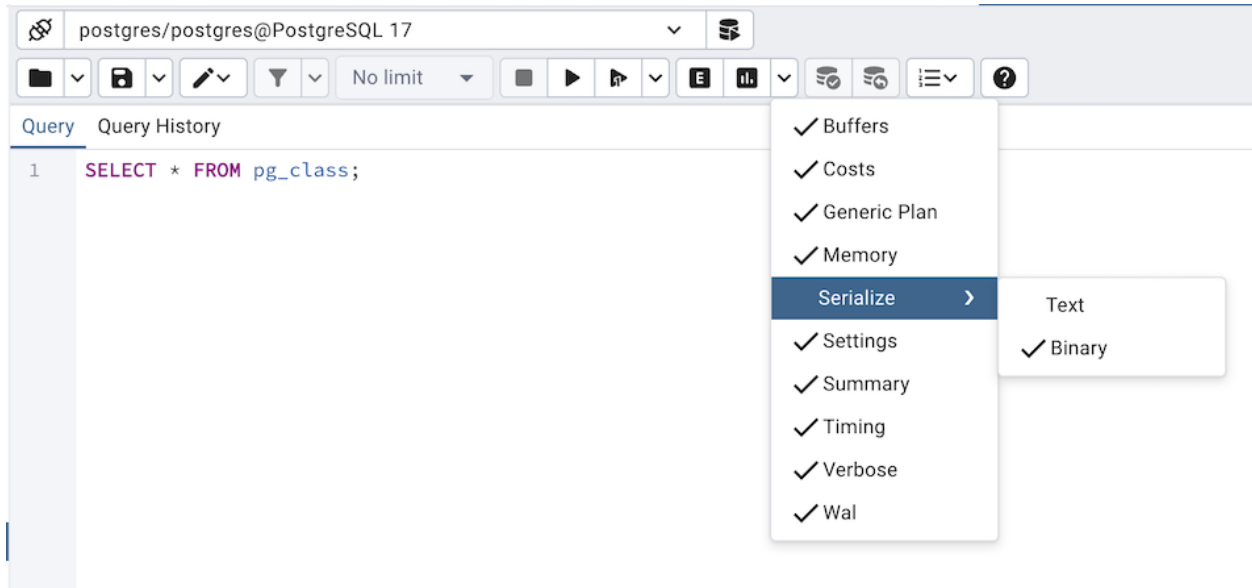 postgres/postgres@PostgreSQL 17
No limit
E
Query Query History
1 SELECT * FROM pg_class;
Buffers
Costs
Generic Plan
Memory
Serialize
Text
Binary
Settings
Summary
Timing
Verbose
Wal